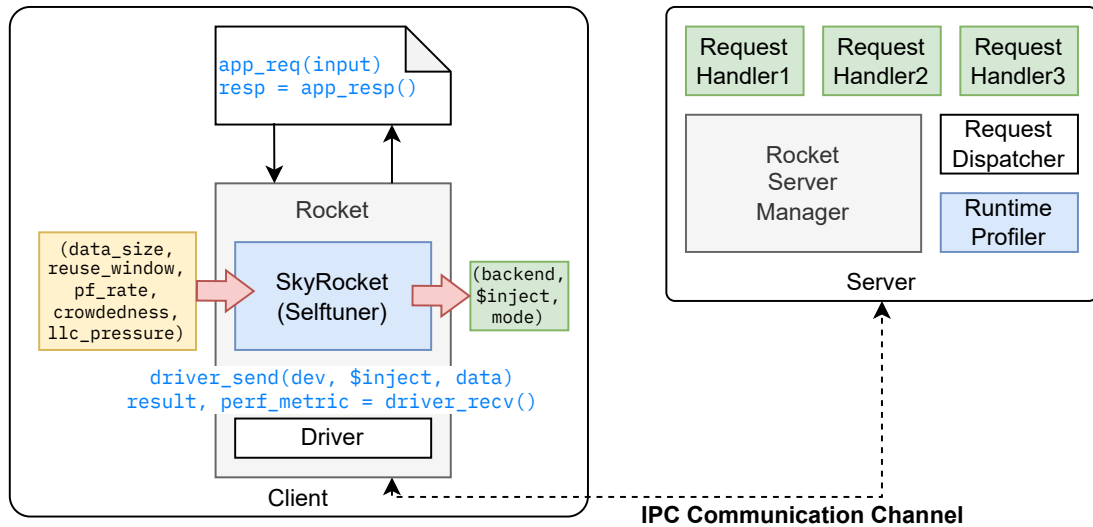 app_req(input)
resp = app_resp()
Rocket
(data_size,
reuse_window,
pf_rate,
crowdedness,
llc_pressure)
SkyRocket
(Selftuner)
(backend,
$inject,
mode)
driver_send(dev, $inject, data)
result, perf_metric = driver_recv()
Driver
Client
Request
Handler1
Request
Handler2
Request
Handler3
Rocket
Server
Manager
Request
Dispatcher
Runtime
Profiler
Server
IPC Communication Channel